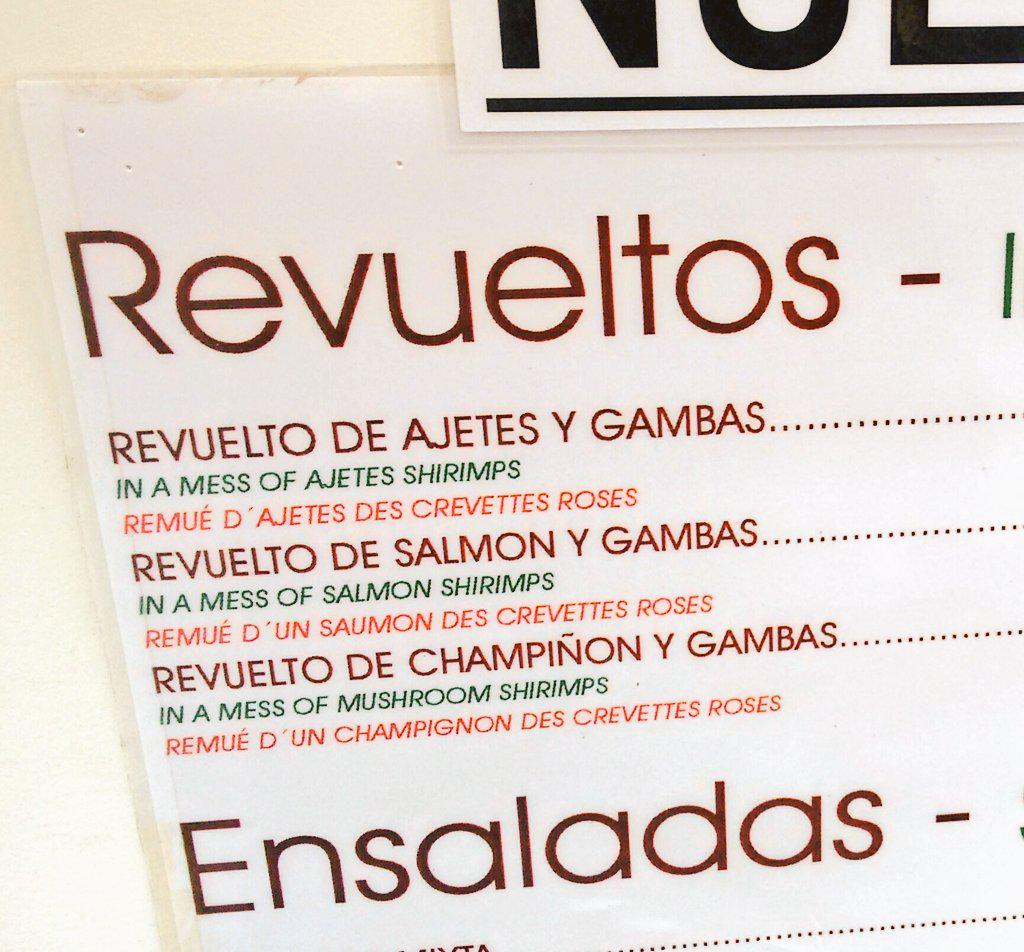 Revueltos -
REVUELTO DE AJETES Y GAMBAS........................
IN A MESS OF AJETES SHIRIMPS
REMUÉ D´AJETES DES CREVETTES ROSES
REVUELTO DE SALMON Y GAMBAS........................
IN A MESS OF SALMON SHIRIMPS
REMUÉ D´UN SAUMON DES CREVETTES ROSES
REVUELTO DE CHAMPIÑON Y GAMBAS.................
IN A MESS OF MUSHROOM SHIRIMPS
REMUÉ D´UN CHAMPIGNON DES CREVETTES ROSES
Ensaladas -